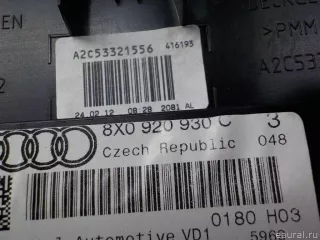 EN
>PMM
A2C53
A2C53321556 416193
24 02 12 08 28 2081 AL
8X0 920 930 C 3
Czech Republic 048
0180 H03
Automotive VD1
eaural.ru